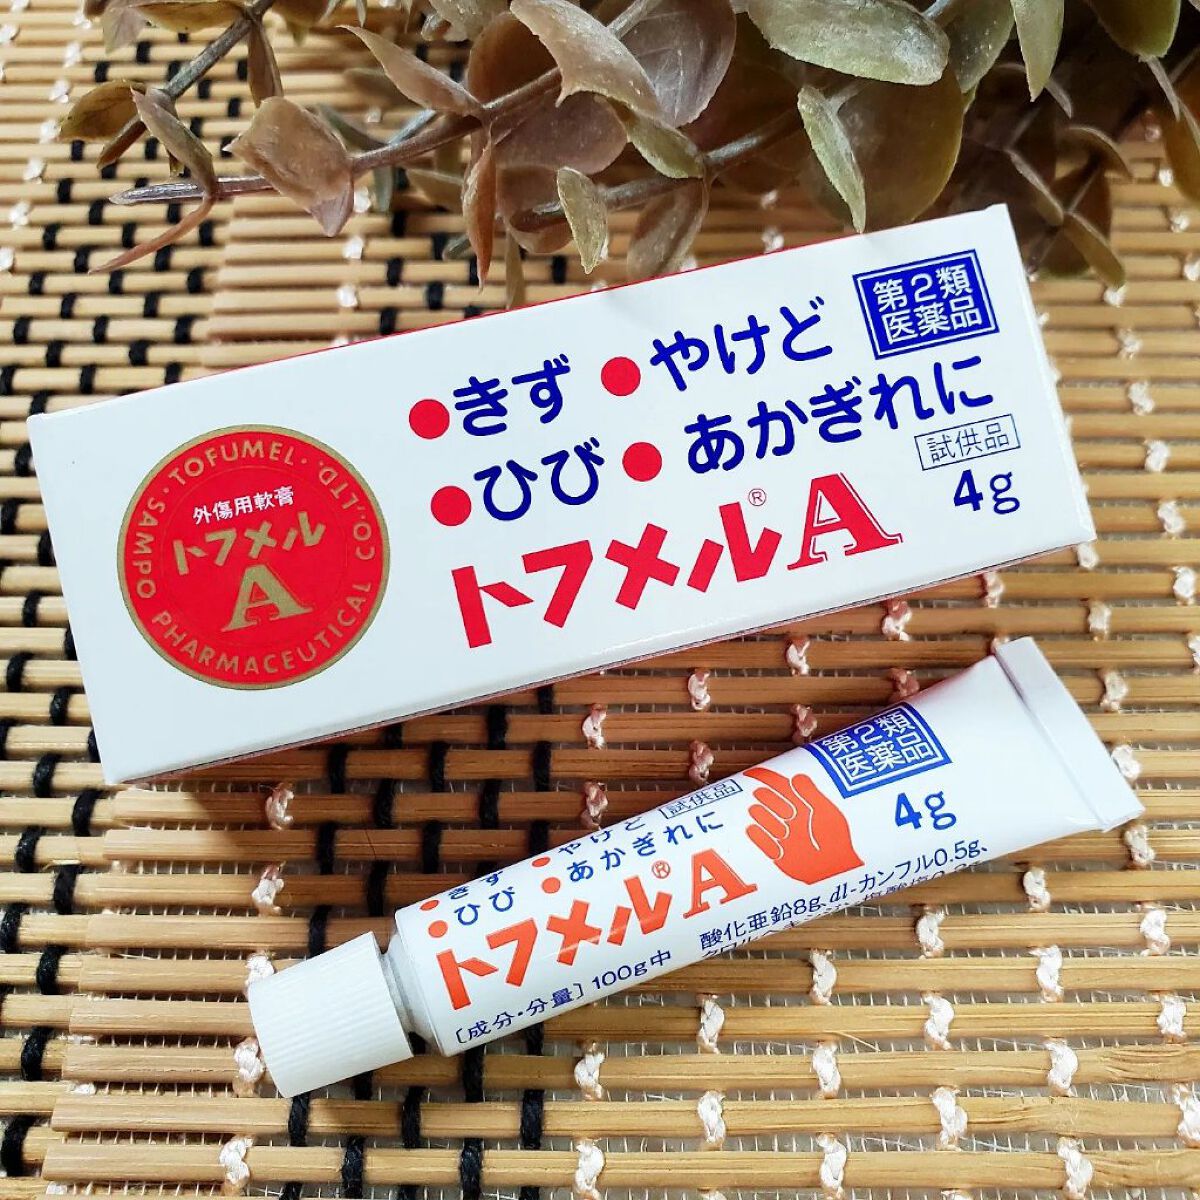 第2類
医薬品
●きず ●やけど
●ひび ●あかぎれに
試供品
トフメル®A
4g
TOFUMEL・
SAMPO PHARMACEUTICAL CO.,LTD.
外傷用軟膏
トフメル
A
第2類
医薬品
4g
試供品
●きず ●やけど
●ひび ●あかぎれに
トフメル®A
[成分・分量]100g中 酸化亜鉛8g、dl-カンフル0.5g、